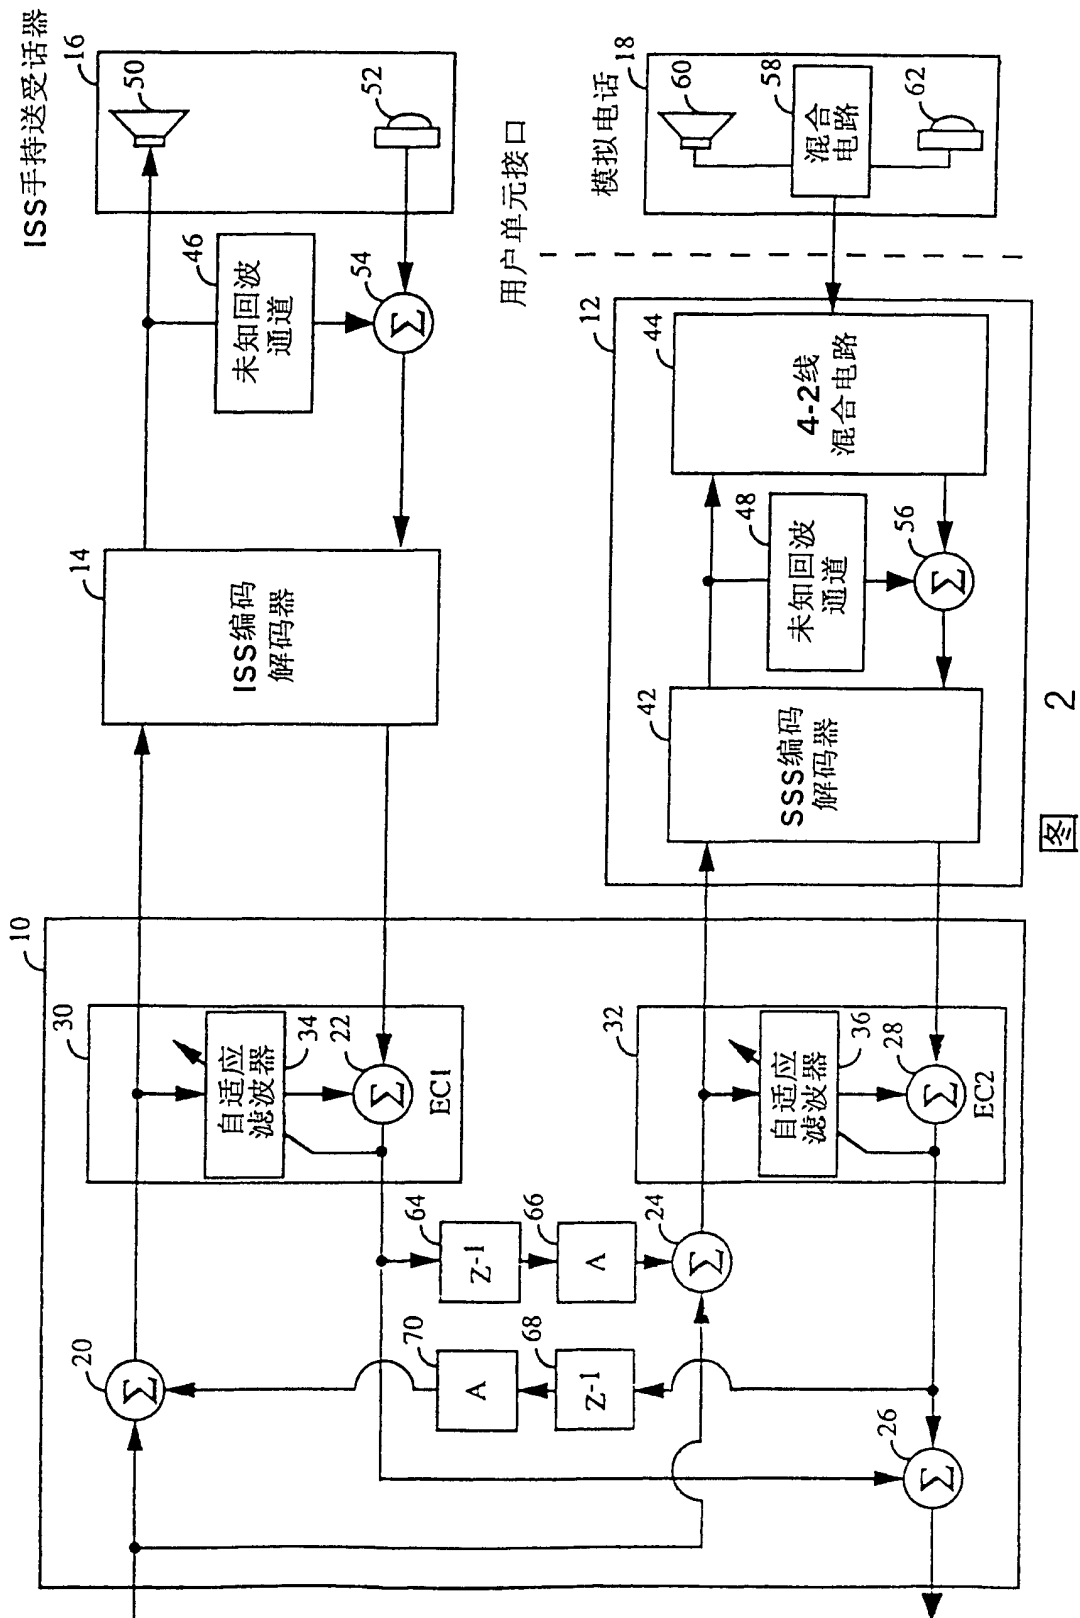 ISS手持送受话器
16
50
52
46
未知回波
通道
54
14
ISS编码
解码器
用户单元接口
模拟电话
18
60
58
混合
电路
62
12
44
4-2线
混合电路
48
未知回波
通道
56
Σ
Σ
42
SSS编码
解码器
10
30
自适应
滤波器
34
22
Σ
EC1
32
自适应
滤波器
36
28
Σ
EC2
64
Z-1
66
A
24
Σ
20
Σ
70
A
68
Z-1
26
Σ
图 2